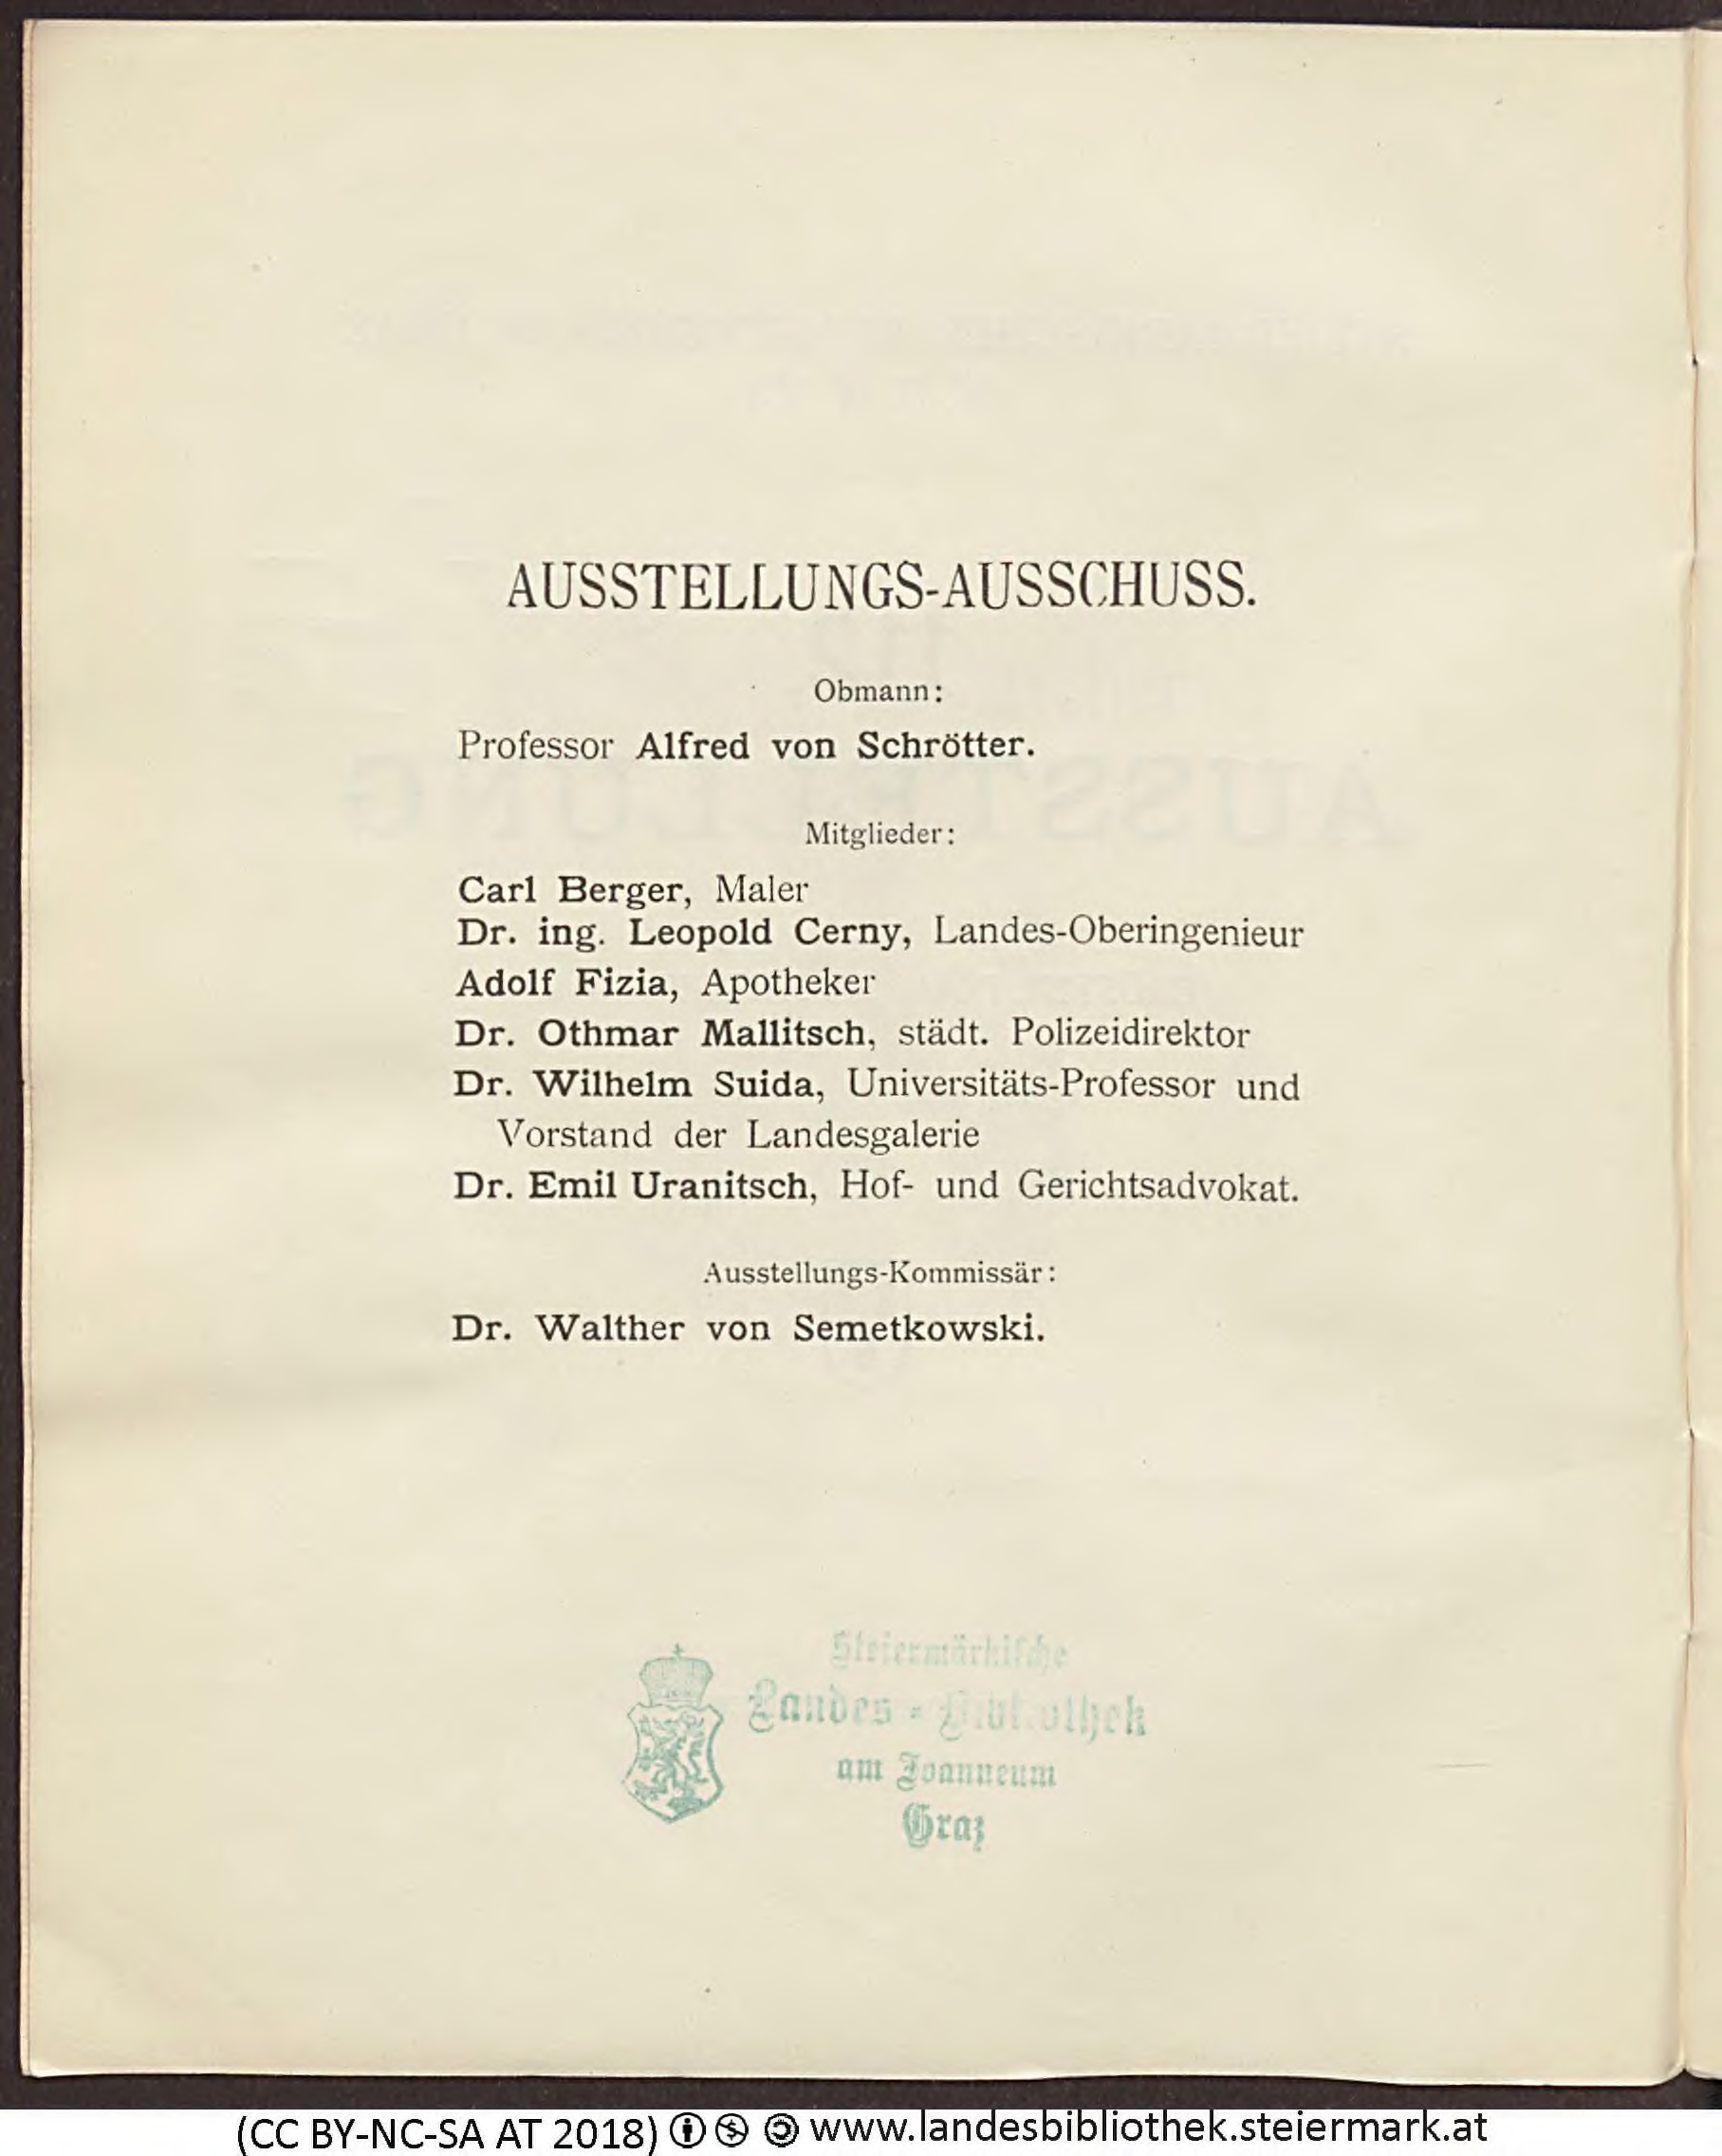 AUSSTELLUNGS-AUSSCHUSS.
Obmann:
Professor Alfred von Schrötter.
Mitglieder:
Carl Berger, Maler
Dr. ing. Leopold Cerny, Landes-Oberingenieur
Adolf Fizia, Apotheker
Dr. Othmar Mallitsch, städt. Polizeidirektor
Dr. Wilhelm Suida, Universitäts-Professor und
Vorstand der Landesgalerie
Dr. Emil Uranitsch, Hof- und Gerichtsadvokat.
Ausstellungs-Kommissär:
Dr. Walther von Semetkowski.
Steiermärkische
Landes-Bibliothek
am Joanneum
Graz
(CC BY-NC-SA AT 2018) www.landesbibliothek.steiermark.at